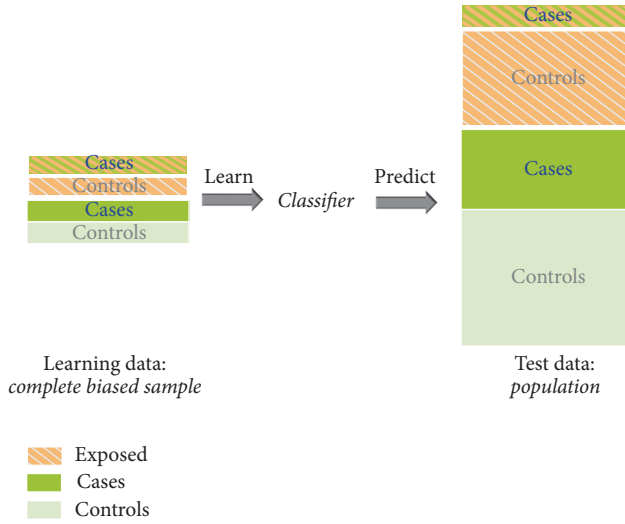 Cases
Controls
Cases
Controls
Learn
Classifier
Predict
Cases
Controls
Cases
Controls
Learning data:
complete biased sample
Test data:
population
Exposed
Cases
Controls